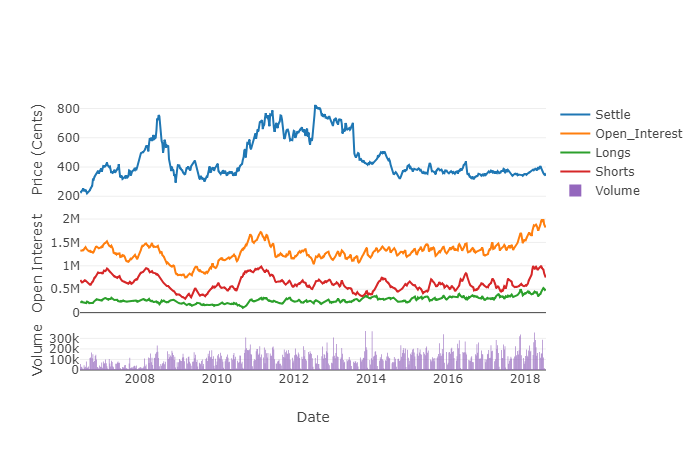 Price (Cents)
800
600
400
200
Open Interest
2M
1.5M
1M
0.5M
0
Volume
300k
200k
100k
0
2008
2010
2012
2014
2016
2018
Date
Settle
Open_Interest
Longs
Shorts
Volume